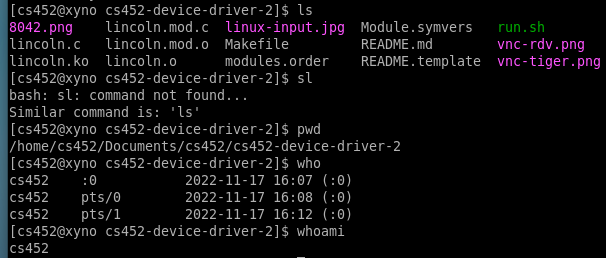 [cs452@xyno cs452-device-driver-2]$ ls
8042.png    lincoln.mod.c  linux-input.jpg  Module.symvers   run.sh
lincoln.c   lincoln.mod.o  Makefile         README.md        vnc-rdv.png
lincoln.ko  lincoln.o      modules.order    README.template  vnc-tiger.png
[cs452@xyno cs452-device-driver-2]$ sl
bash: sl: command not found...
Similar command is: 'ls'
[cs452@xyno cs452-device-driver-2]$ pwd
/home/cs452/Documents/cs452/cs452-device-driver-2
[cs452@xyno cs452-device-driver-2]$ who
cs452    :0           2022-11-17 16:07 (:0)
cs452    pts/0        2022-11-17 16:08 (:0)
cs452    pts/1        2022-11-17 16:12 (:0)
[cs452@xyno cs452-device-driver-2]$ whoami
cs452